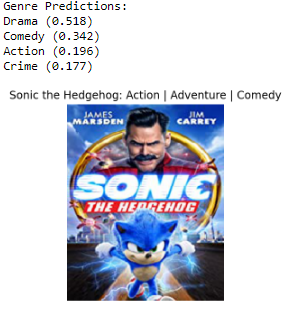 Genre Predictions:
Drama (0.518)
Comedy (0.342)
Action (0.196)
Crime (0.177)
Sonic the Hedgehog: Action | Adventure | Comedy
JAMES MARSDEN
JIM CARREY
SONIC
THE HEDGEHOG